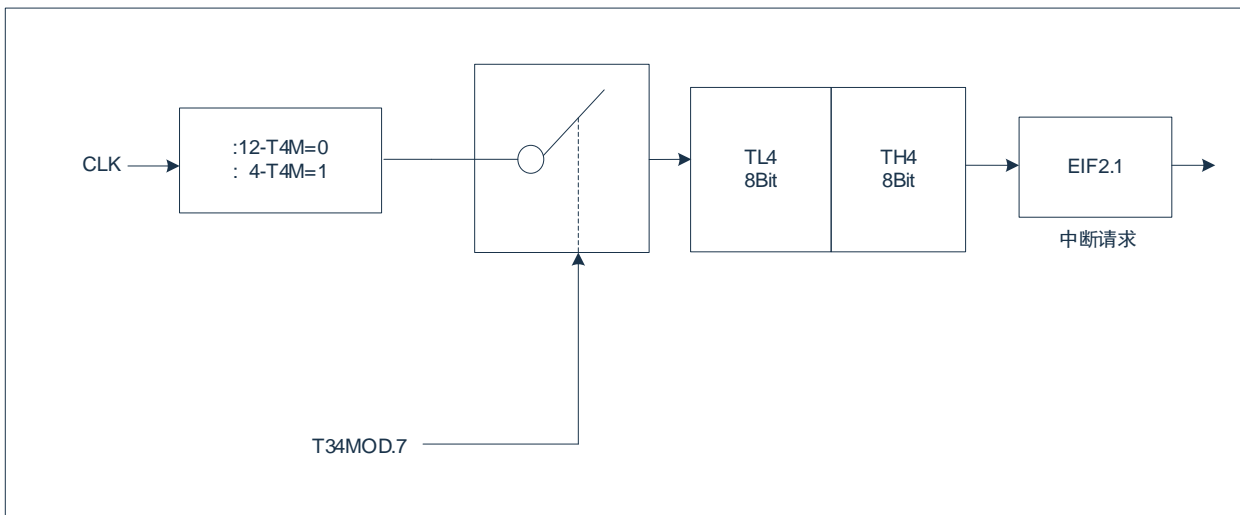 CLK
:12-T4M=0
: 4-T4M=1
TL4
8Bit
TH4
8Bit
EIF2.1
中断请求
T34MOD.7